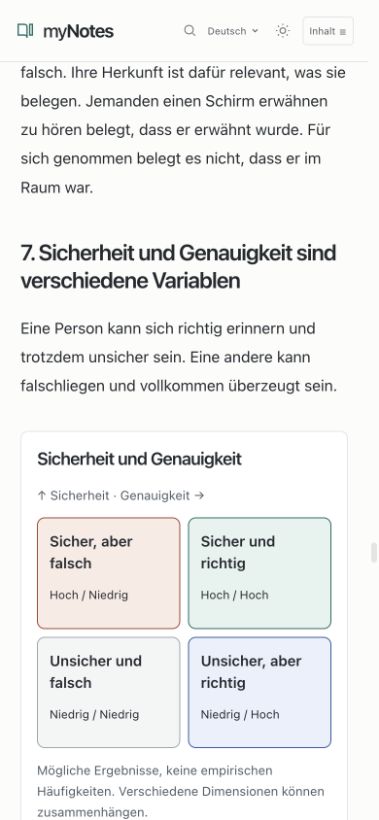 myNotes
Deutsch
Inhalt
falsch. Ihre Herkunft ist dafür relevant, was sie
belegen. Jemanden einen Schirm erwähnen
zu hören belegt, dass er erwähnt wurde. Für
sich genommen belegt es nicht, dass er im
Raum war.
7. Sicherheit und Genauigkeit sind
verschiedene Variablen
Eine Person kann sich richtig erinnern und
trotzdem unsicher sein. Eine andere kann
falschliegen und vollkommen überzeugt sein.
Sicherheit und Genauigkeit
↑ Sicherheit · Genauigkeit →
Sicher, aber
falsch
Hoch / Niedrig
Sicher und
richtig
Hoch / Hoch
Unsicher und
falsch
Niedrig / Niedrig
Unsicher, aber
richtig
Niedrig / Hoch
Mögliche Ergebnisse, keine empirischen
Häufigkeiten. Verschiedene Dimensionen können
zusammenhängen.